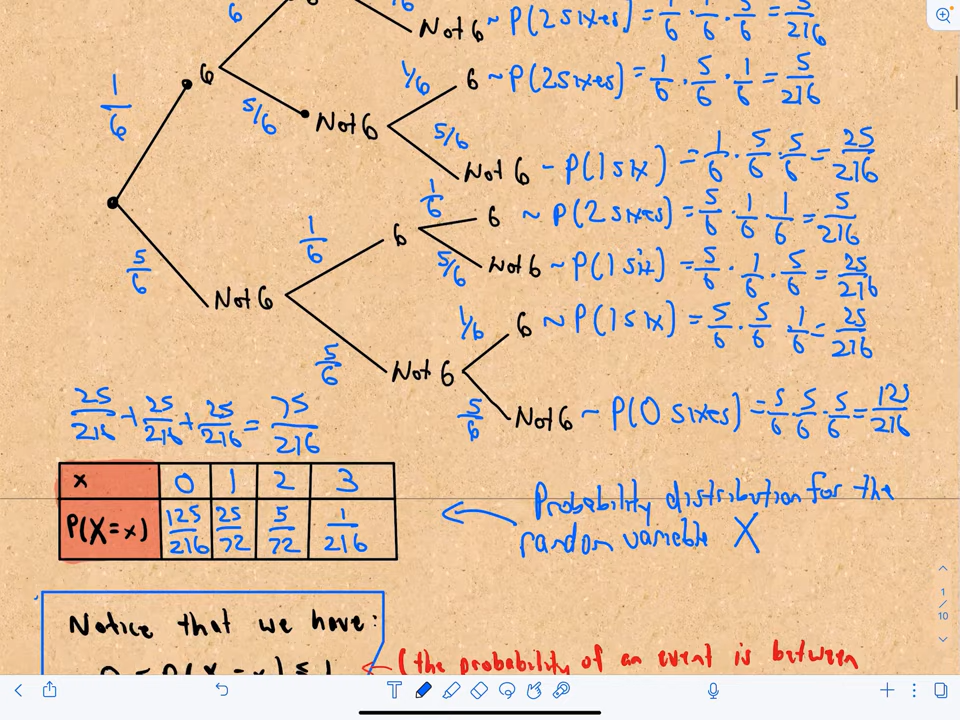 6
Not 6 ~ P(2 sixes) = 1/6 · 1/6 · 5/6 = 5/216
1/6 6 ~ P(2 sixes) = 1/6 · 5/6 · 1/6 = 5/216
6
1/6
5/6 Not 6
5/6 Not 6 - P(1 six) = 1/6 · 5/6 · 5/6 = 25/216
1/6 6 ~ P(2 sixes) = 5/6 · 1/6 · 1/6 = 5/216
1/6 6
5/6 Not 6 ~ P(1 six) = 5/6 · 1/6 · 5/6 = 25/216
5/6 Not 6
1/6 6 ~ P(1 six) = 5/6 · 5/6 1/6 = 25/216
5/6 Not 6
5/6 Not 6 ~ P(0 sixes) = 5/6 · 5/6 · 5/6 = 125/216
25/216 + 25/216 + 25/216 = 75/216
x 0 1 2 3
P(X=x) 125/216 25/72 5/72 1/216
Probability distribution for the
random variable X
Notice that we have:
(the probability of an event is between
1
/
10
T